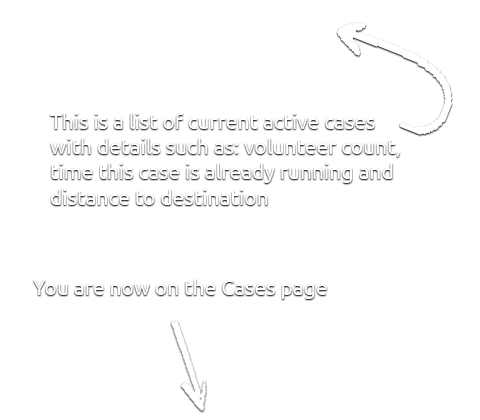 This is a list of current active cases
with details such as: volunteer count,
time this case is already running and
distance to destination
You are now on the Cases page